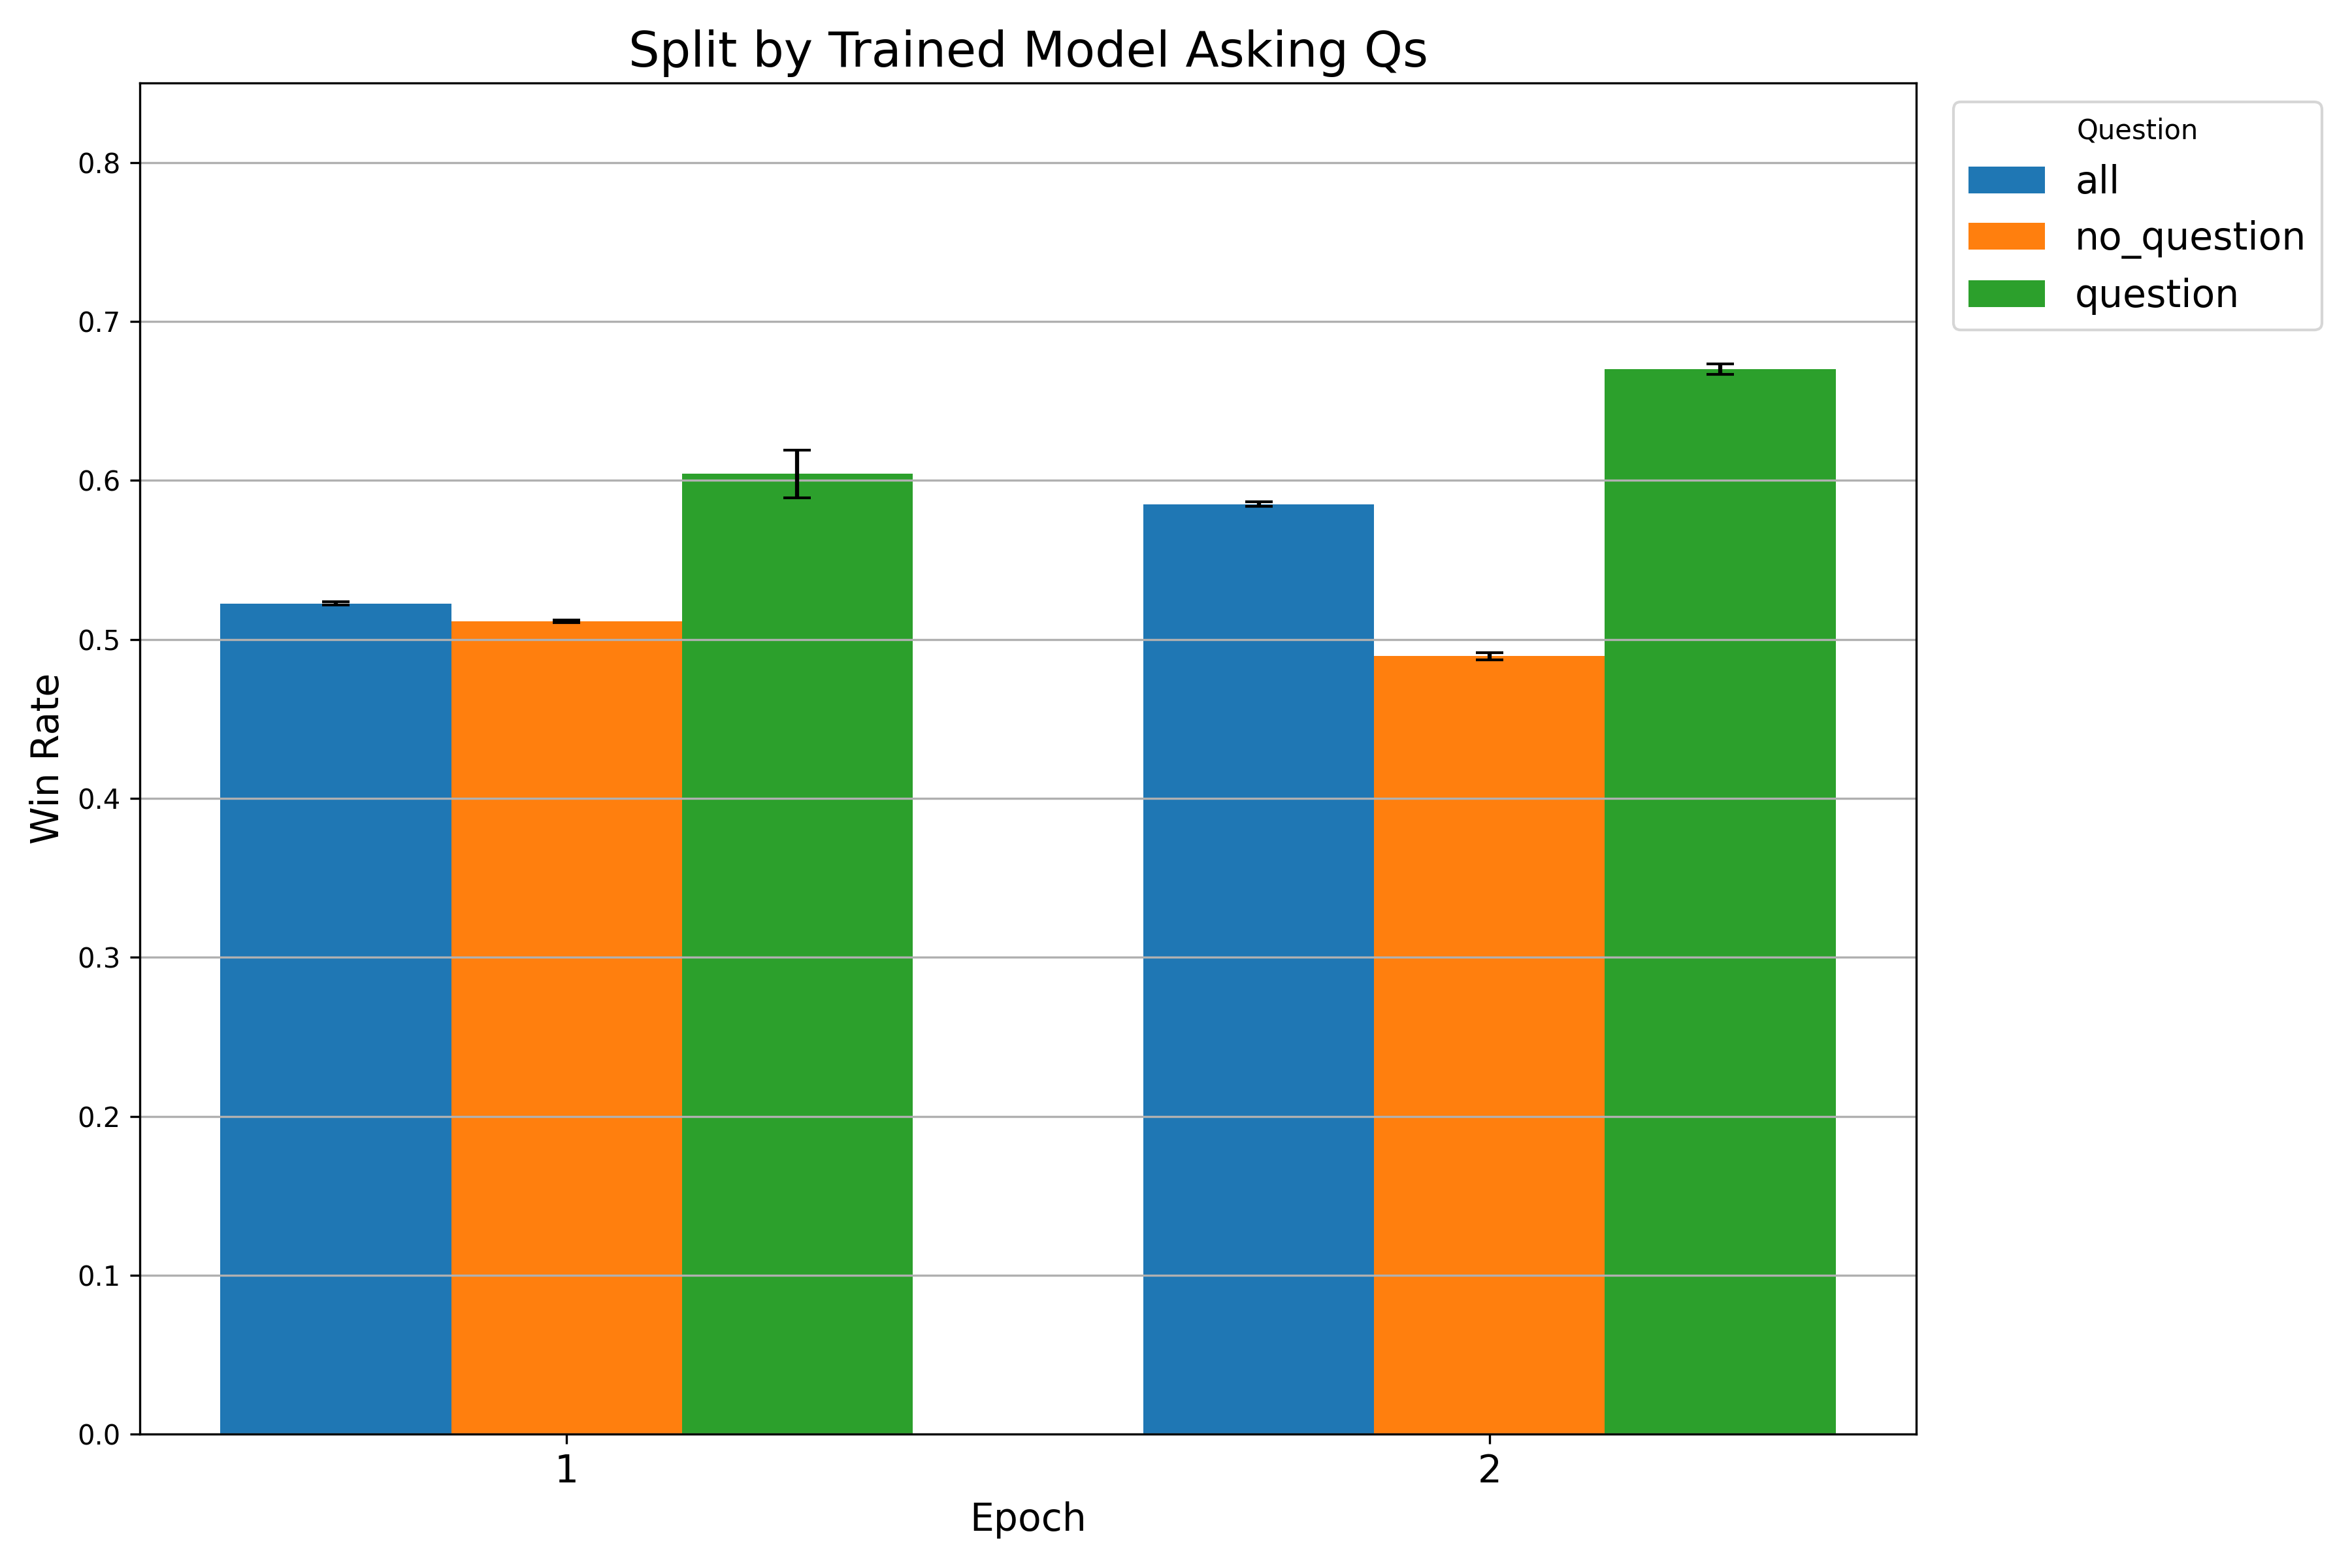 Split by Trained Model Asking Qs
Question
all
no_question
question
0.8
0.7
0.6
0.5
0.4
0.3
0.2
0.1
0.0
Win Rate
1
2
Epoch